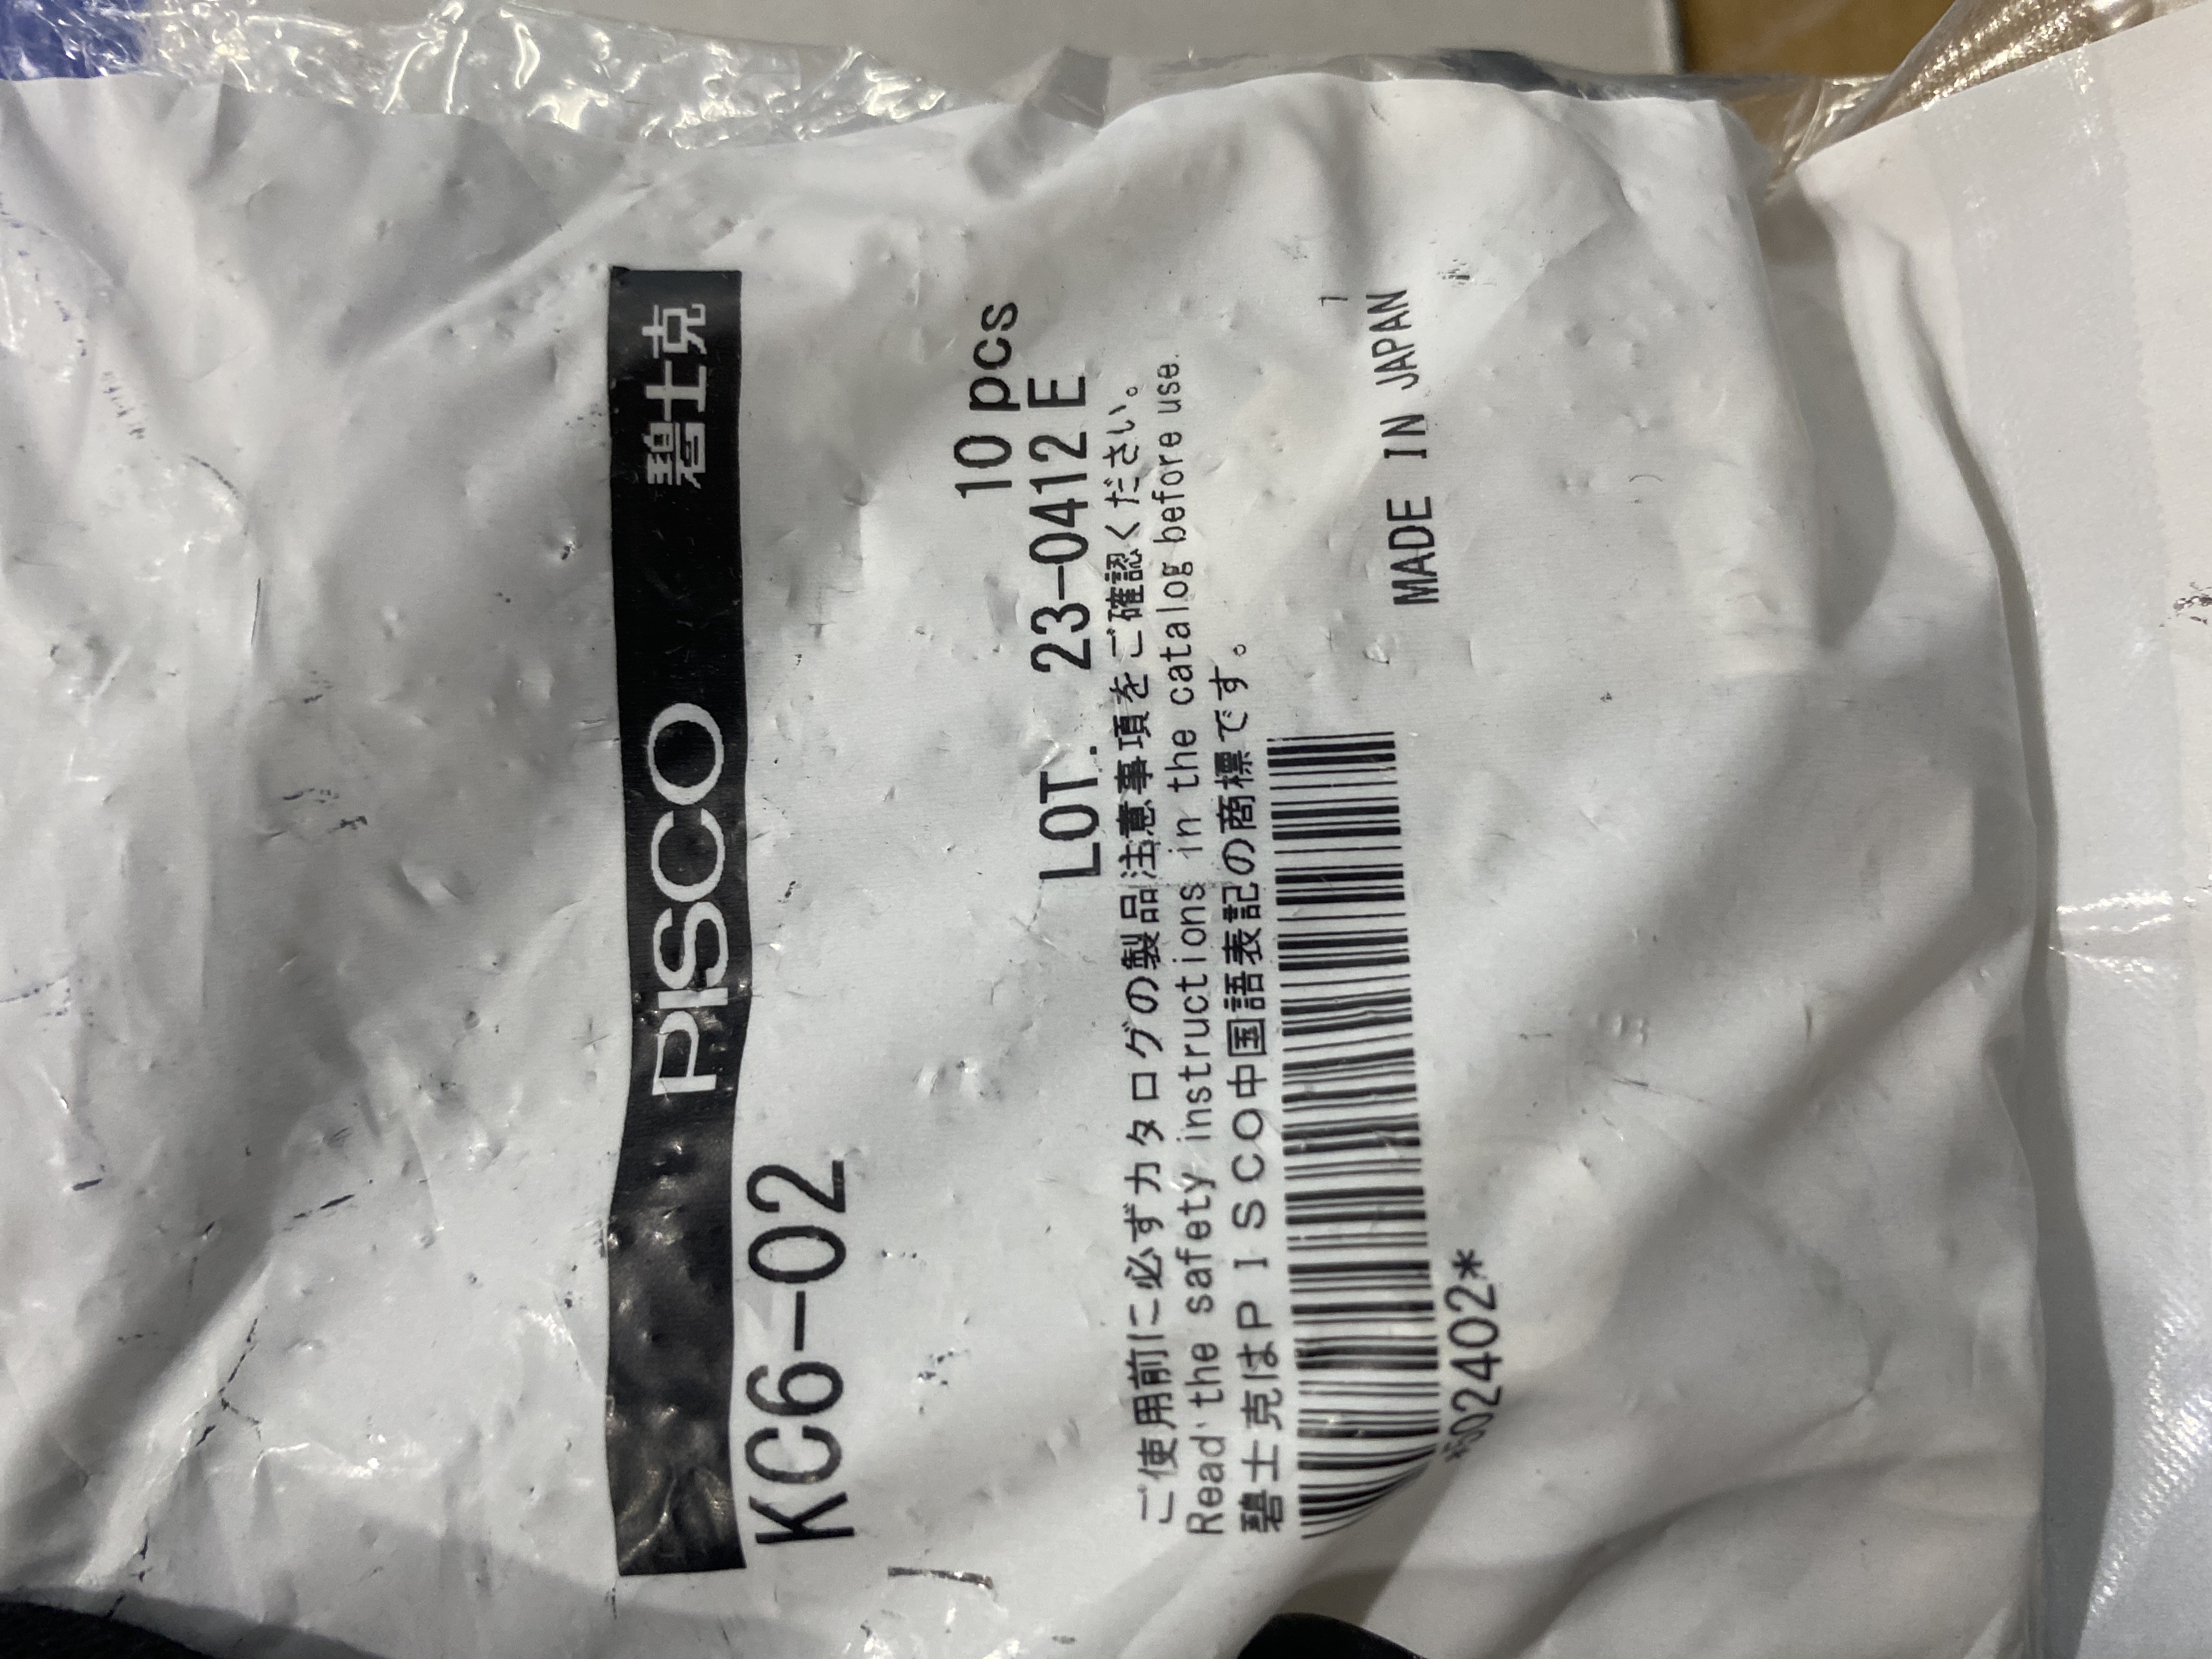 PISCO 碧士克
KC6-02
10 pcs
LOT. 23-0412E
ご使用前に必ずカタログの製品注意事項をご確認ください。
Read the safety instructions in the catalog before use.
碧士克はPISCO中国語表記の商標です。
1
MADE IN JAPAN
*502402*